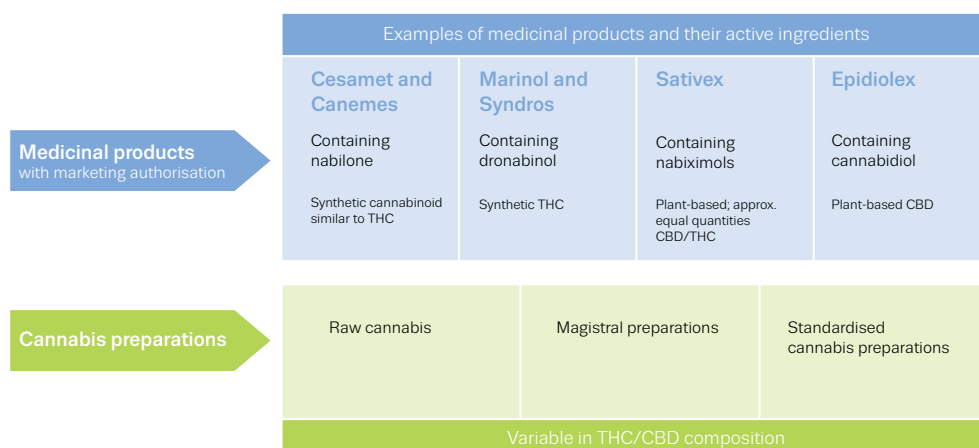 Examples of medicinal products and their active ingredients
Medicinal products
with marketing authorisation
Cesamet and
Canemes
Containing
nabilone
Synthetic cannabinoid
similar to THC
Marinol and
Syndros
Containing
dronabinol
Synthetic THC
Sativex
Containing
nabiximols
Plant-based; approx.
equal quantities
CBD/THC
Epidiolex
Containing
cannabidiol
Plant-based CBD
Cannabis preparations
Raw cannabis
Magistral preparations
Standardised
cannabis preparations
Variable in THC/CBD composition